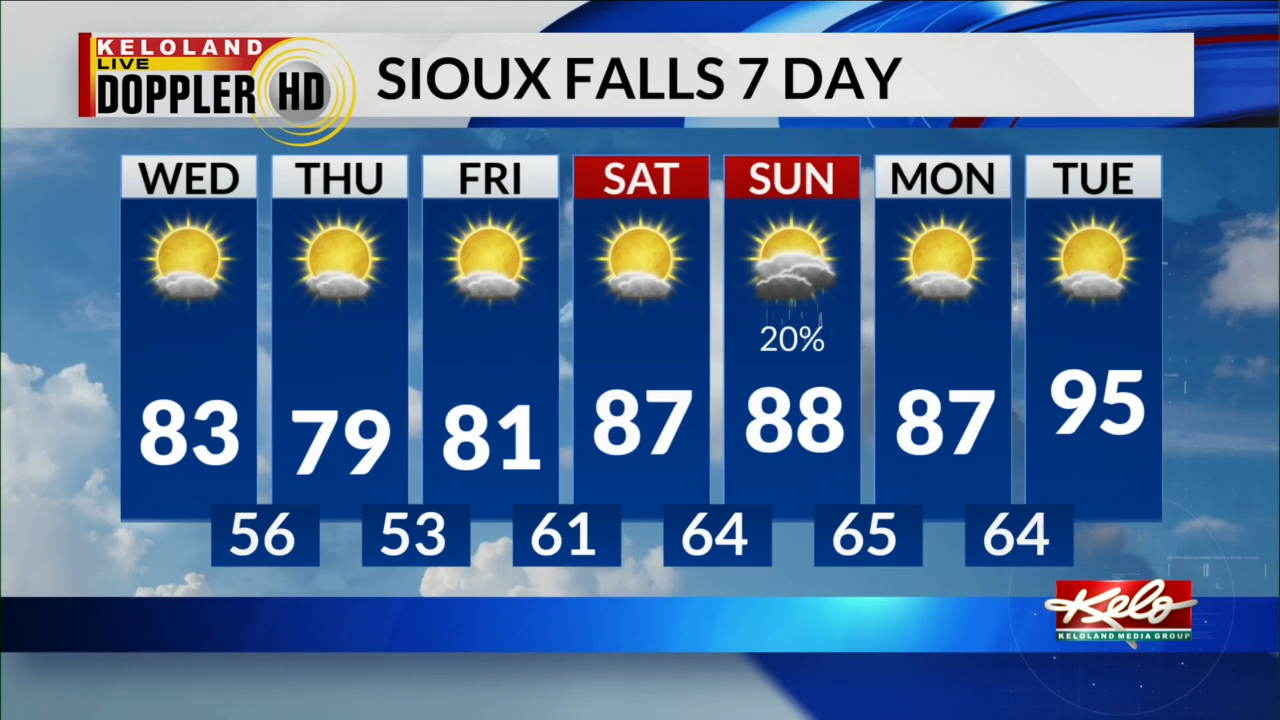 KELOLAND
LIVE
DOPPLER HD
SIOUX FALLS 7 DAY
WED THU FRI SAT SUN MON TUE
20%
83 79 81 87 88 87 95
56 53 61 64 65 64
Kelo
KELOLAND MEDIA GROUP